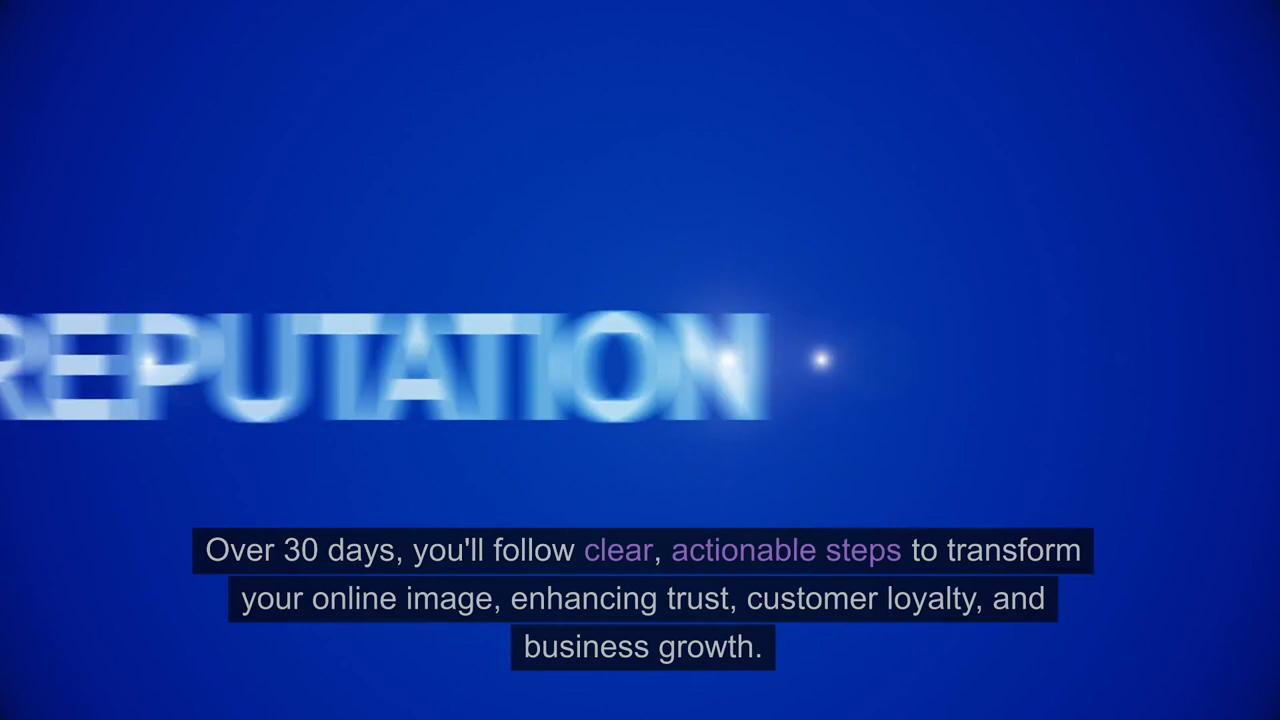 REPUTATION
Over 30 days, you'll follow clear, actionable steps to transform
your online image, enhancing trust, customer loyalty, and
business growth.